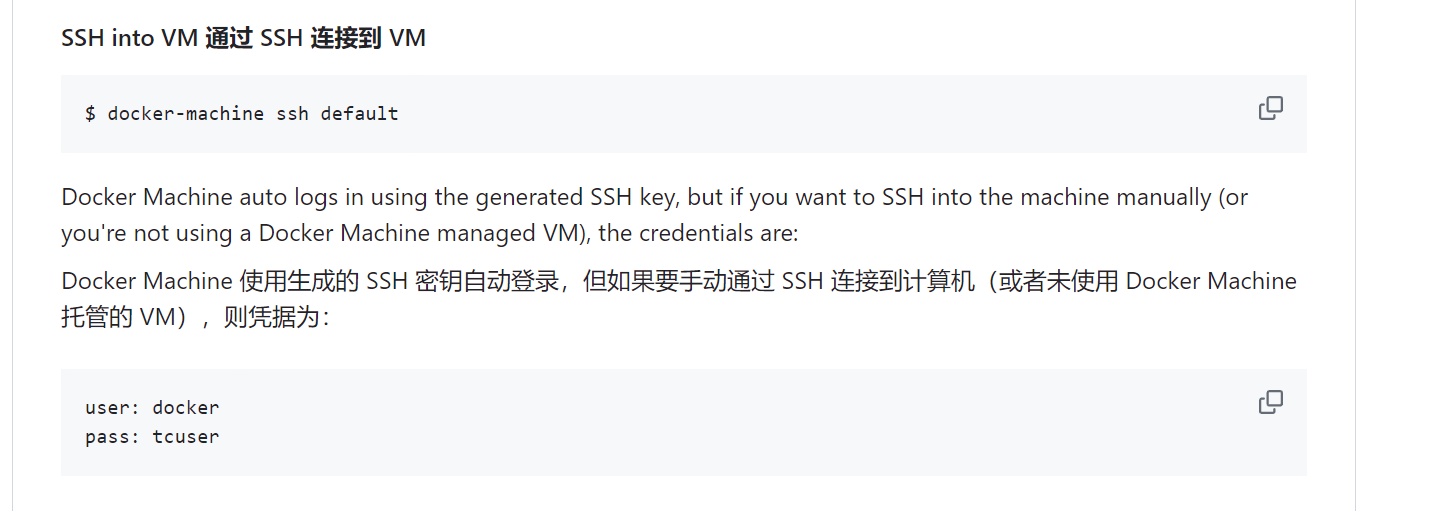 SSH into VM 通过 SSH 连接到 VM
$ docker-machine ssh default
Docker Machine auto logs in using the generated SSH key, but if you want to SSH into the machine manually (or
you're not using a Docker Machine managed VM), the credentials are:
Docker Machine 使用生成的 SSH 密钥自动登录，但如果要手动通过 SSH 连接到计算机（或者未使用 Docker Machine
托管的 VM），则凭据为：
user: docker
pass: tcuser